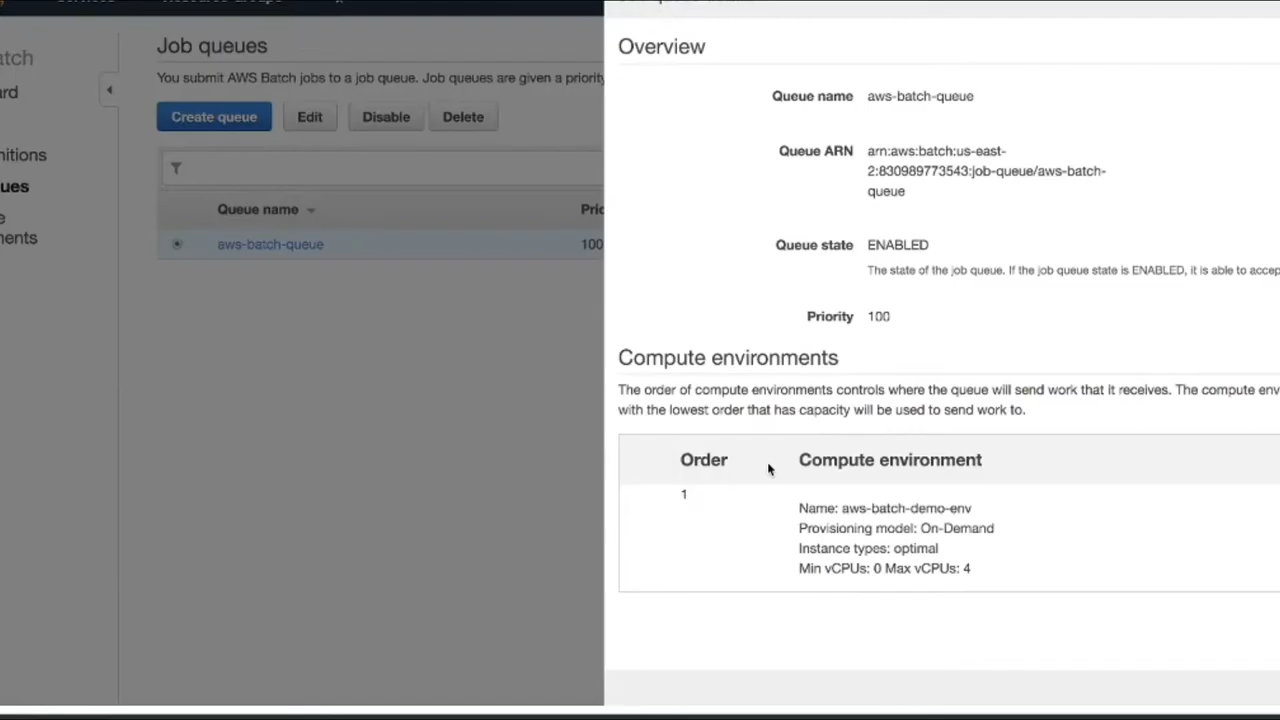 Job queues
You submit AWS Batch jobs to a job queue. Job queues are given a priority
Create queue
Edit
Disable
Delete
Queue name
aws-batch-queue
100
Overview
Queue name aws-batch-queue
Queue ARN arn:aws:batch:us-east-
2:830989773543:job-queue/aws-batch-
queue
Queue state ENABLED
The state of the job queue. If the job queue state is ENABLED, it is able to accep
Priority 100
Compute environments
The order of compute environments controls where the queue will send work that it receives. The compute env
with the lowest order that has capacity will be used to send work to.
Order Compute environment
1
Name: aws-batch-demo-env
Provisioning model: On-Demand
Instance types: optimal
Min vCPUs: 0 Max vCPUs: 4